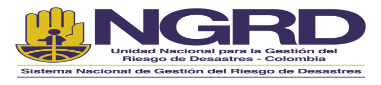 NGRD
Unidad Nacional para la Gestión del
Riesgo de Desastres - Colombia
Sistema Nacional de Gestión del Riesgo de Desastres